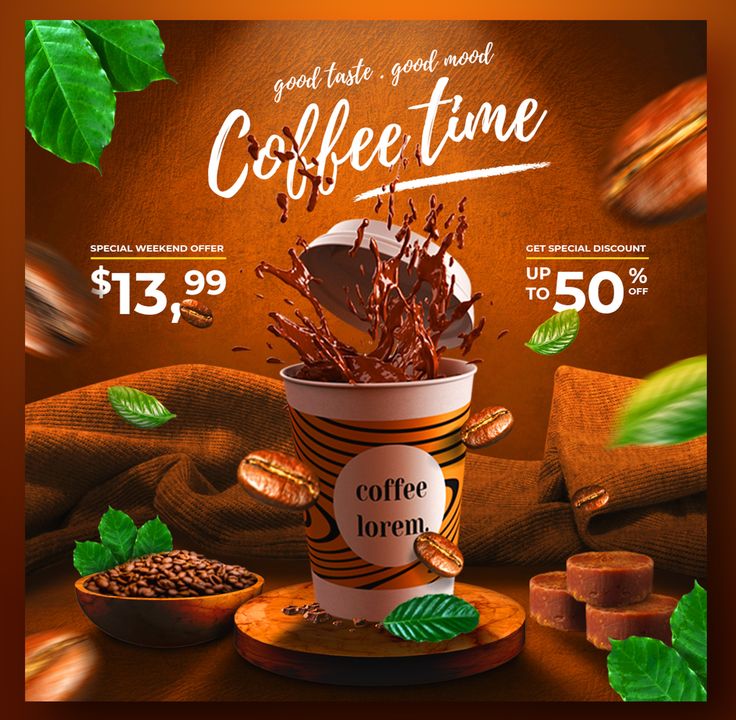 good taste . good mood
Coffee time
SPECIAL WEEKEND OFFER
$13,99
GET SPECIAL DISCOUNT
UP TO 50% OFF
coffee
lorem.